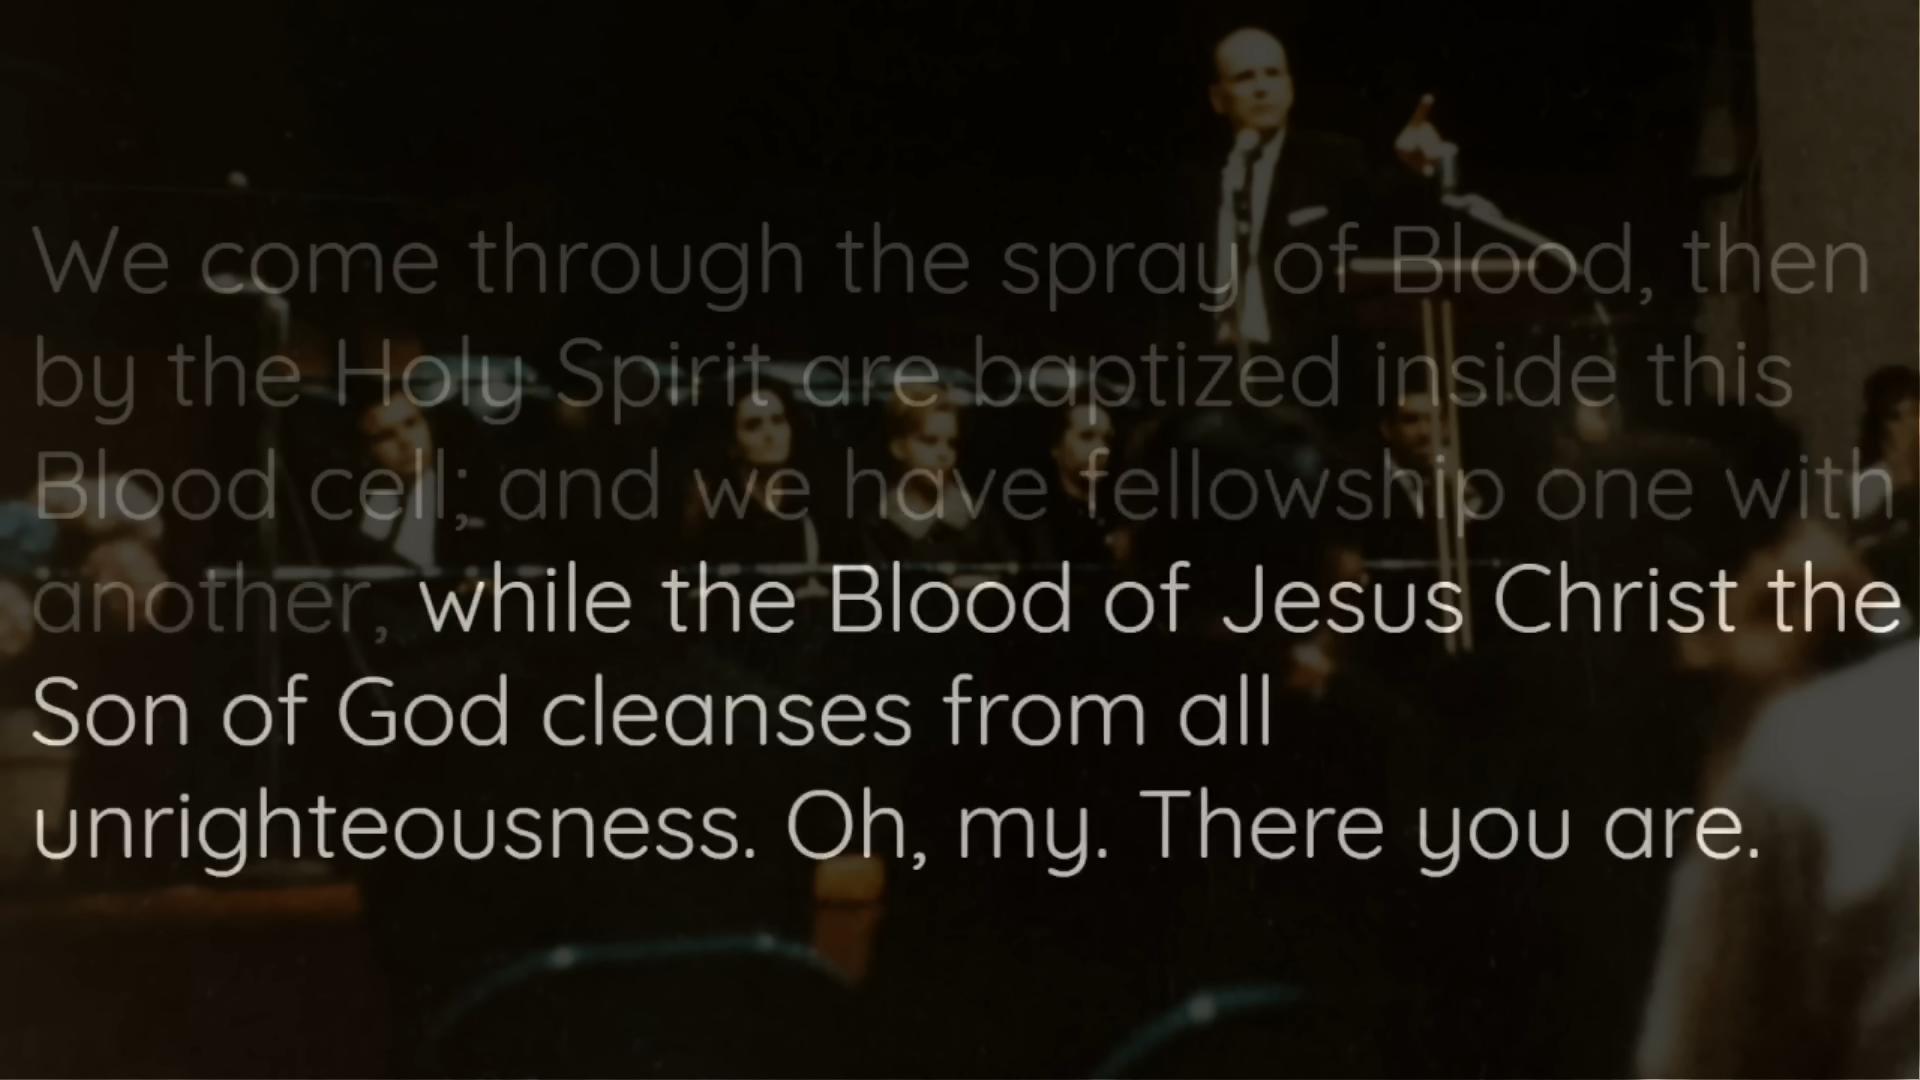 We come through the spray of Blood, then
by the Holy Spirit are baptized inside this
Blood cell; and we have fellowship one with
another, while the Blood of Jesus Christ the
Son of God cleanses from all
unrighteousness. Oh, my. There you are.